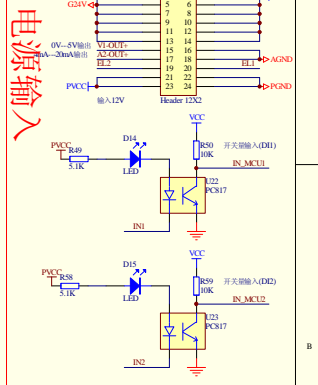 电源输入
G24V
5 6
7 8
9 10
11 12
13 14
0V---5V输出 V1-OUT+ 15 16
mA---20mA输出 A2-OUT+ 17 18 AGND
EL2 19 20 EL1
21 22
PVCC 23 24 PGND
输入12V Header 12X2
VCC
D14
R50 开关量输入(DI1)
10K
PVCC
R49
5.1K
LED
IN_MCU1
U22
PC817
IN1
VCC
D15
R59 开关量输入(DI2)
10K
PVCC
R58
5.1K
LED
IN_MCU2
U23
PC817
IN2
B